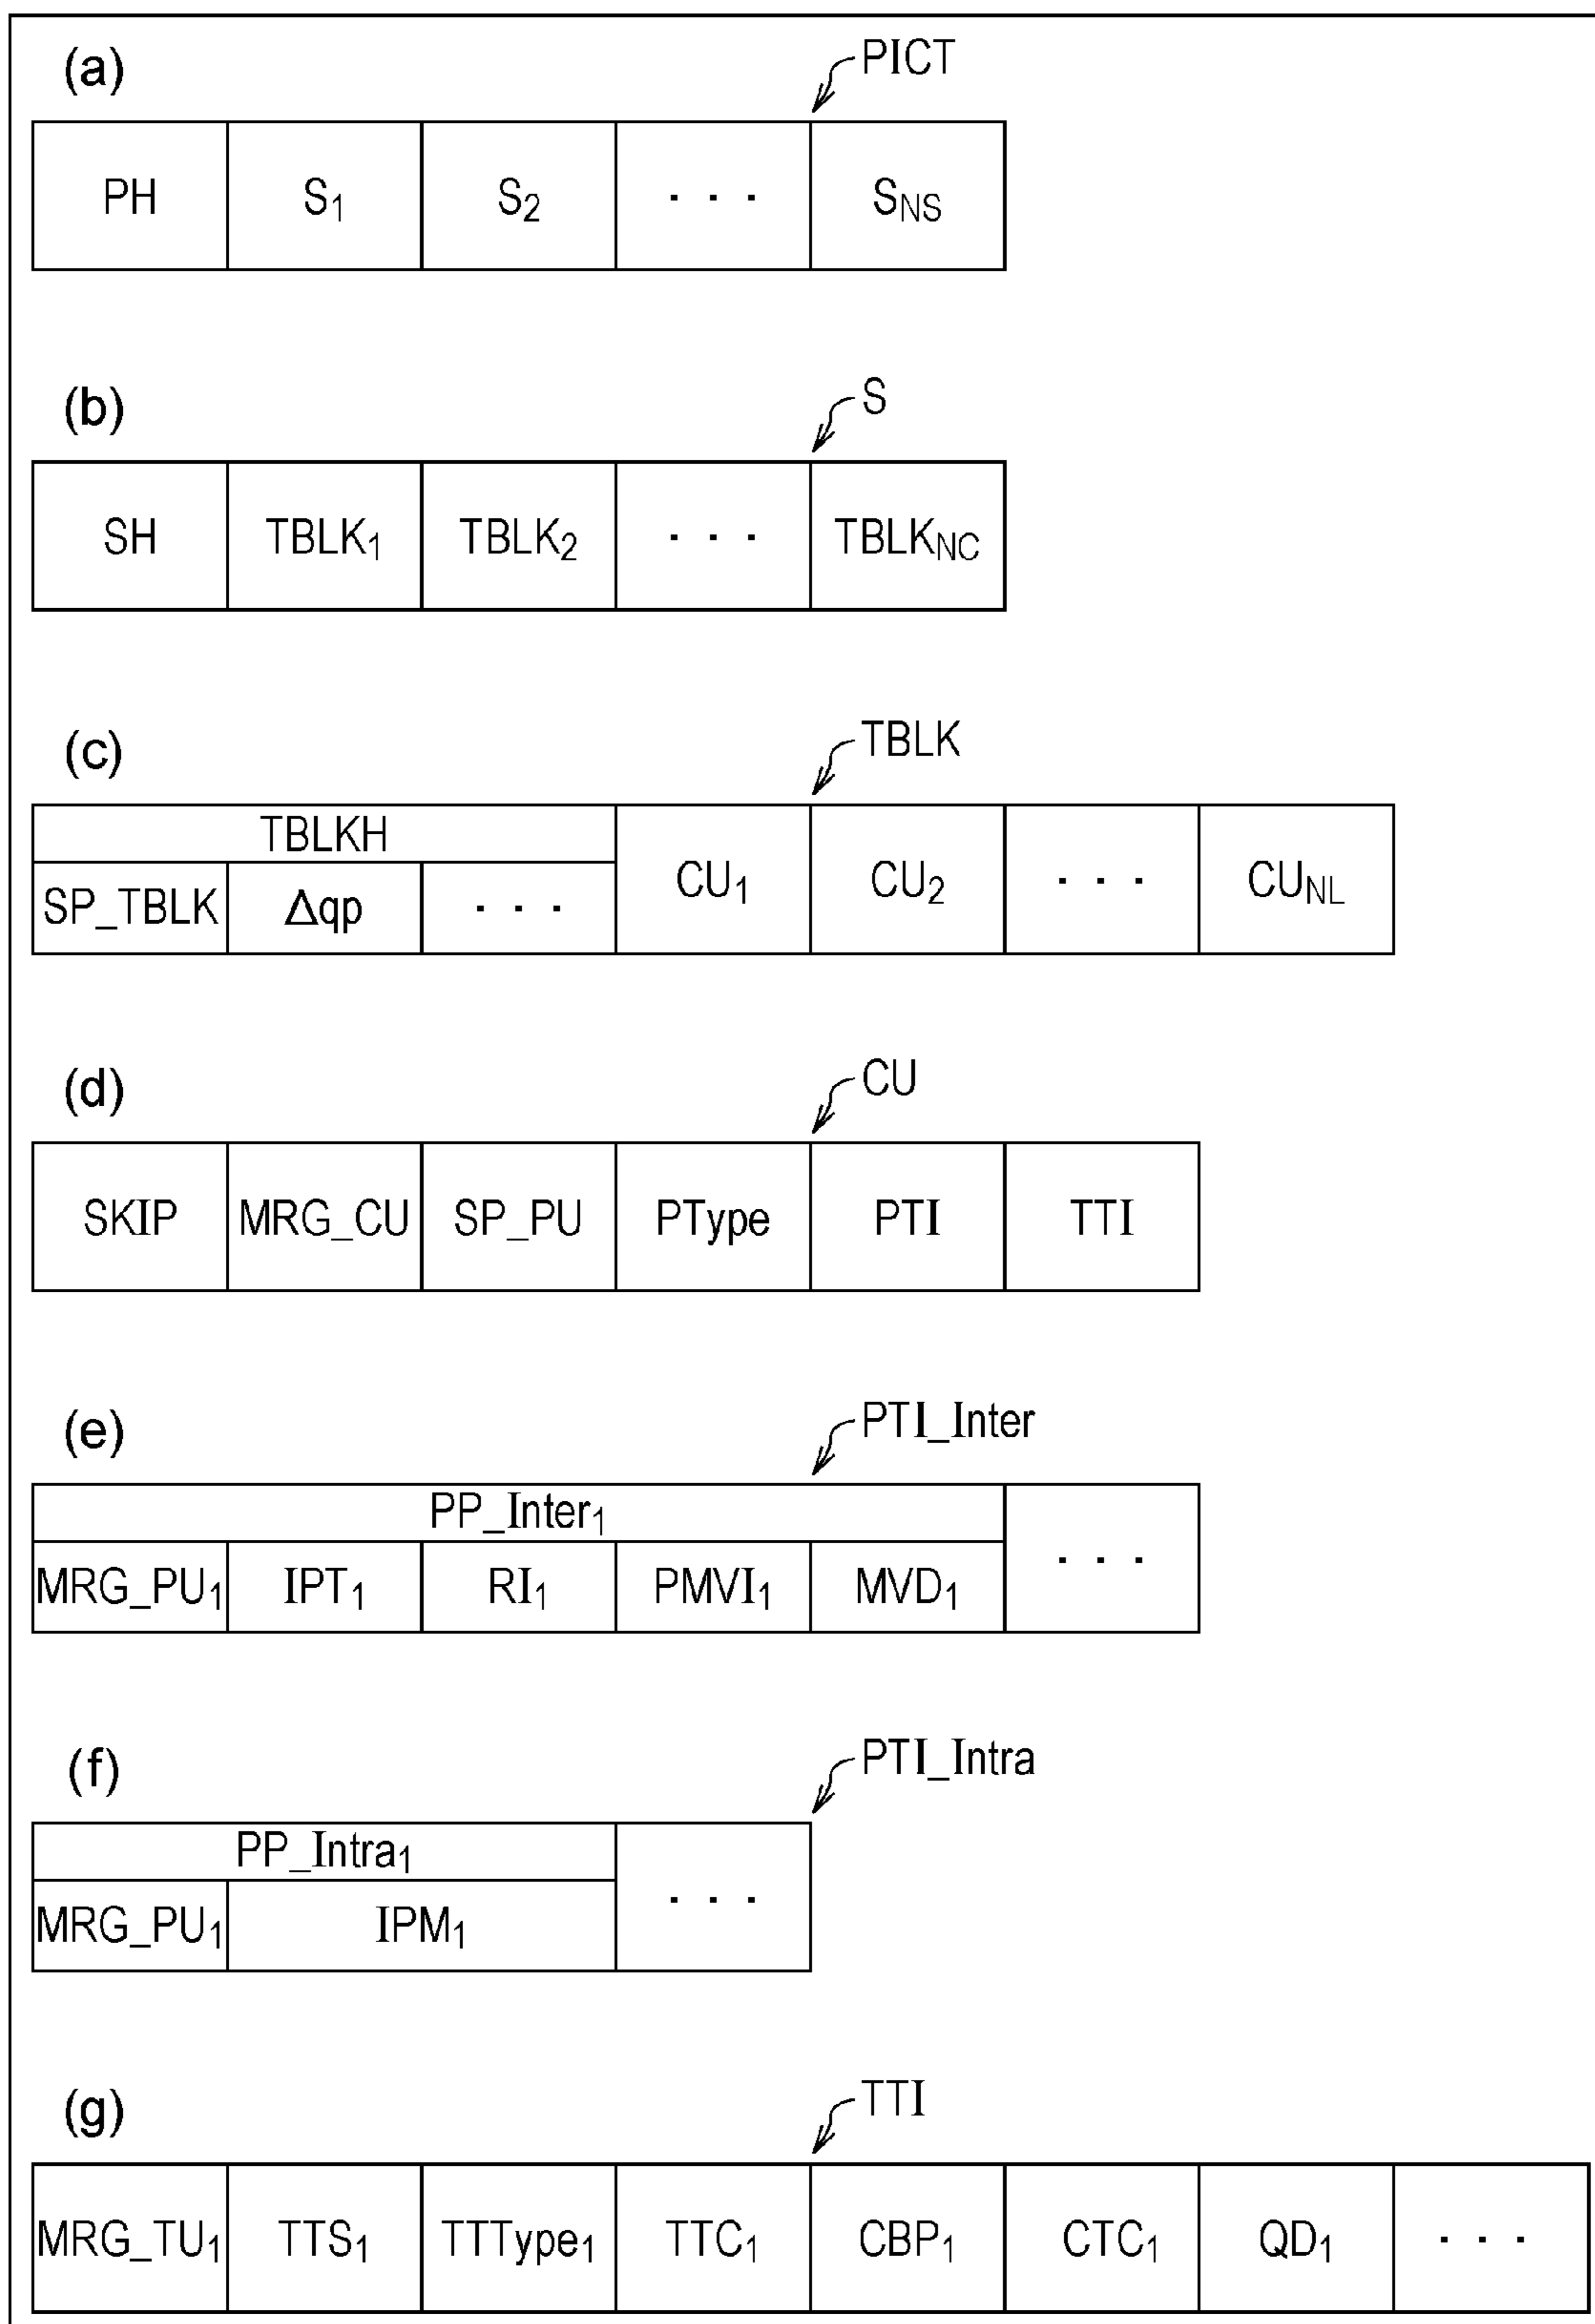 (a) PICT
PH S1 S2 ··· SNS
(b) S
SH TBLK1 TBLK2 ··· TBLKNC
(c) TBLK
TBLKH
SP_TBLK Δqp ··· CU1 CU2 ··· CUNL
(d) CU
SKIP MRG_CU SP_PU PType PTI TTI
(e) PTI_Inter
PP_Inter1
MRG_PU1 IPT1 RI1 PMVI1 MVD1 ···
(f) PTI_Intra
PP_Intra1
MRG_PU1 IPM1 ···
(g) TTI
MRG_TU1 TTS1 TTType1 TTC1 CBP1 CTC1 QD1 ···